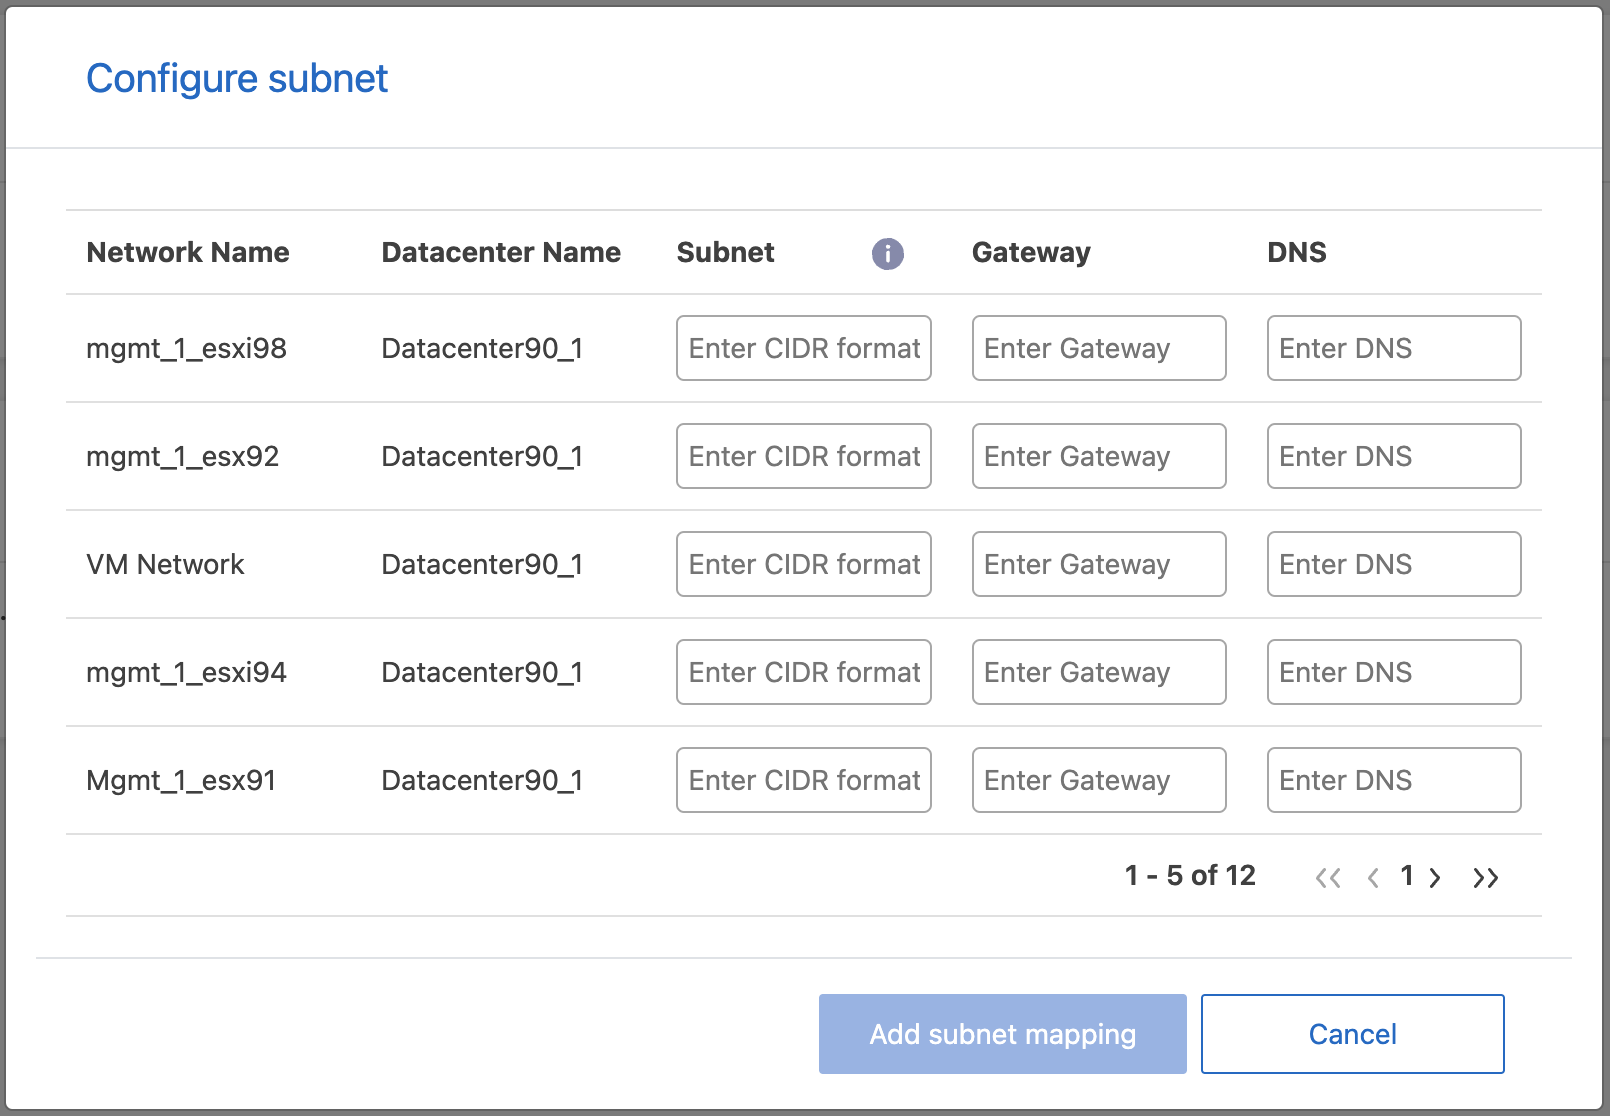 Configure subnet
Network Name Datacenter Name Subnet i Gateway DNS
mgmt_1_esxi98 Datacenter90_1 Enter CIDR format Enter Gateway Enter DNS
mgmt_1_esx92 Datacenter90_1 Enter CIDR format Enter Gateway Enter DNS
VM Network Datacenter90_1 Enter CIDR format Enter Gateway Enter DNS
mgmt_1_esxi94 Datacenter90_1 Enter CIDR format Enter Gateway Enter DNS
Mgmt_1_esx91 Datacenter90_1 Enter CIDR format Enter Gateway Enter DNS
1 - 5 of 12 << < 1 > >>
Add subnet mapping Cancel